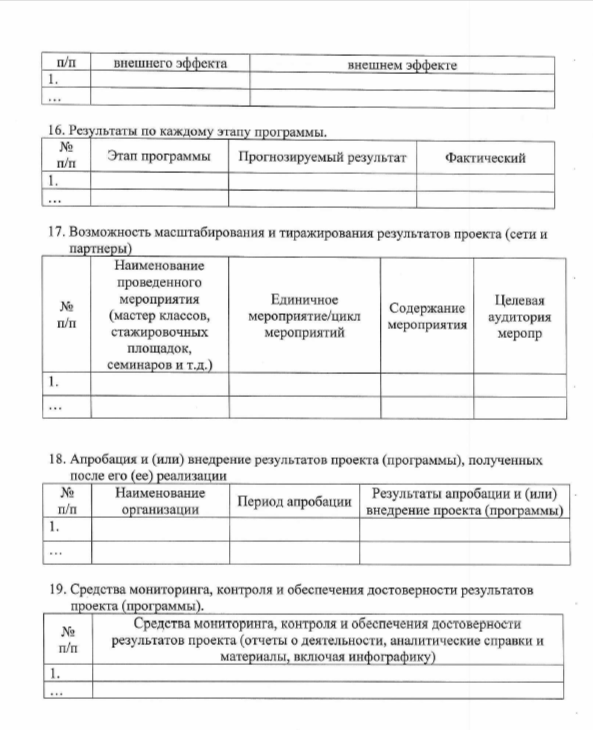 п/п внешнего эффекта внешнем эффекте
1.
...
16. Результаты по каждому этапу программы.
№ п/п Этап программы Прогнозируемый результат Фактический
1.
...
17. Возможность масштабирования и тиражирования результатов проекта (сети и
партнеры)
№ п/п
Наименование
проведенного
мероприятия
(мастер классов,
стажировочных
площадок,
семинаров и т.д.)
Единичное
мероприятие/цикл
мероприятий
Содержание
мероприятия
Целевая
аудитория
меропр
1.
...
18. Апробация и (или) внедрение результатов проекта (программы), полученных
после его (ее) реализации
№
п/п
Наименование
организации
Период апробации
Результаты апробации и (или)
внедрение проекта (программы)
1.
...
19. Средства мониторинга, контроля и обеспечения достоверности результатов
проекта (программы).
№
п/п
Средства мониторинга, контроля и обеспечения достоверности
результатов проекта (отчеты о деятельности, аналитические справки и
материалы, включая инфографику)
1.
...